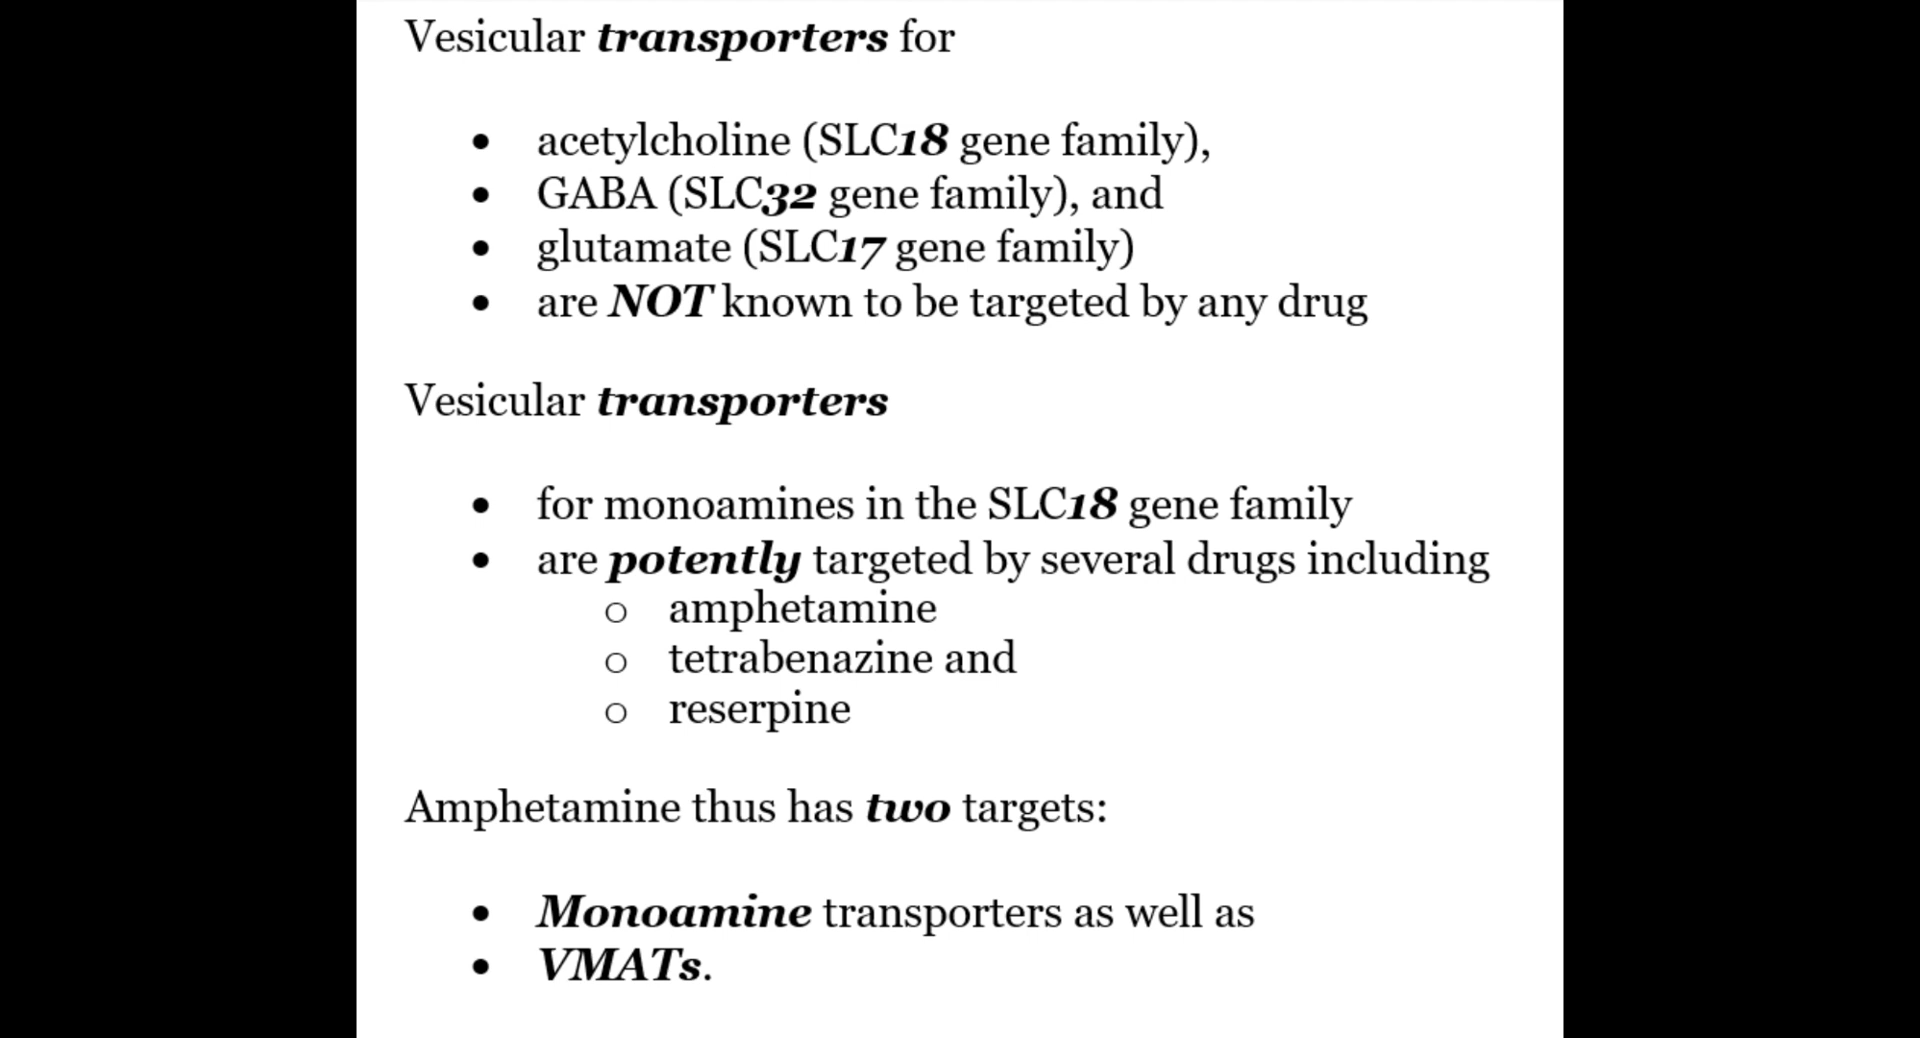 Vesicular transporters for
• acetylcholine (SLC18 gene family),
• GABA (SLC32 gene family), and
• glutamate (SLC17 gene family)
• are NOT known to be targeted by any drug
Vesicular transporters
• for monoamines in the SLC18 gene family
• are potently targeted by several drugs including
o amphetamine
o tetrabenazine and
o reserpine
Amphetamine thus has two targets:
• Monoamine transporters as well as
• VMATs.